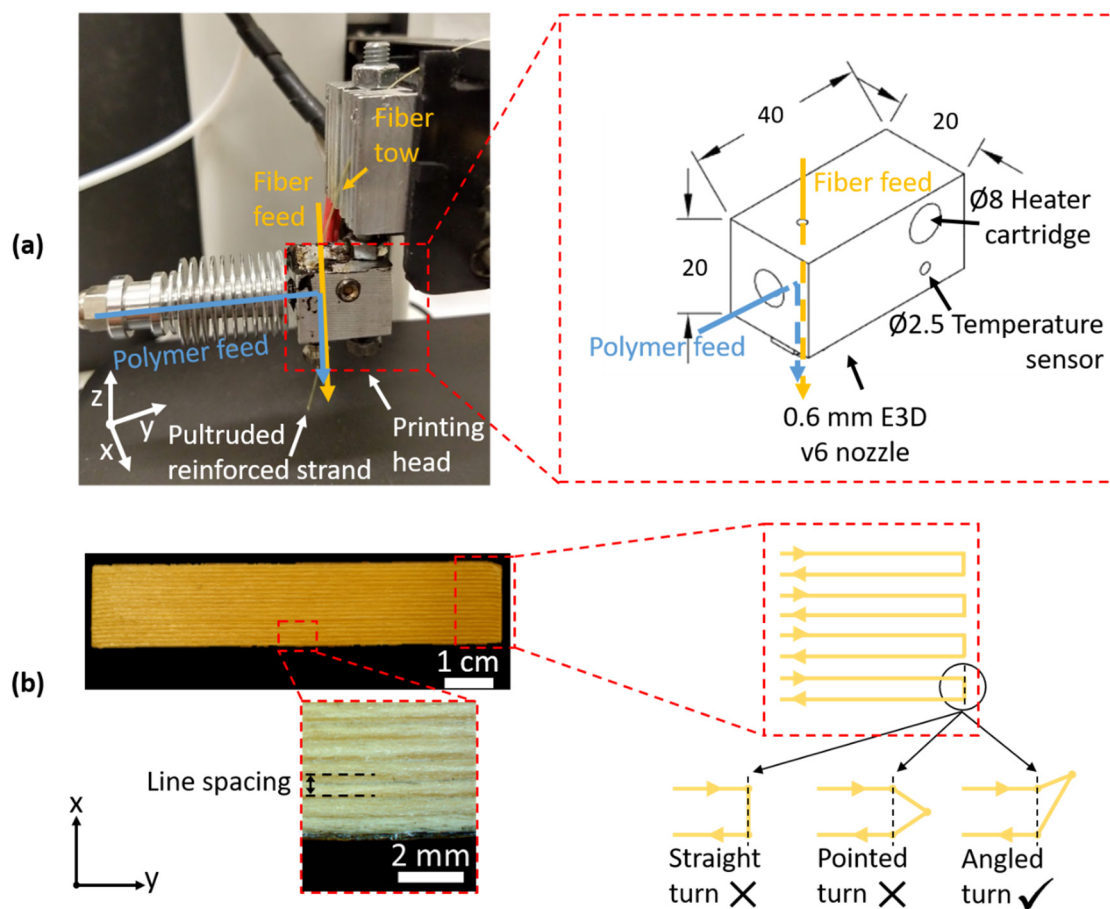 (a)
Fiber
tow
Fiber
feed
Polymer feed
z
y
x
Pultruded
reinforced strand
Printing
head
40
20
20
Fiber feed
Ø8 Heater
cartridge
Ø2.5 Temperature
sensor
Polymer feed
0.6 mm E3D
v6 nozzle
(b)
1 cm
Line spacing
2 mm
x
y
Straight
turn
Pointed
turn
Angled
turn